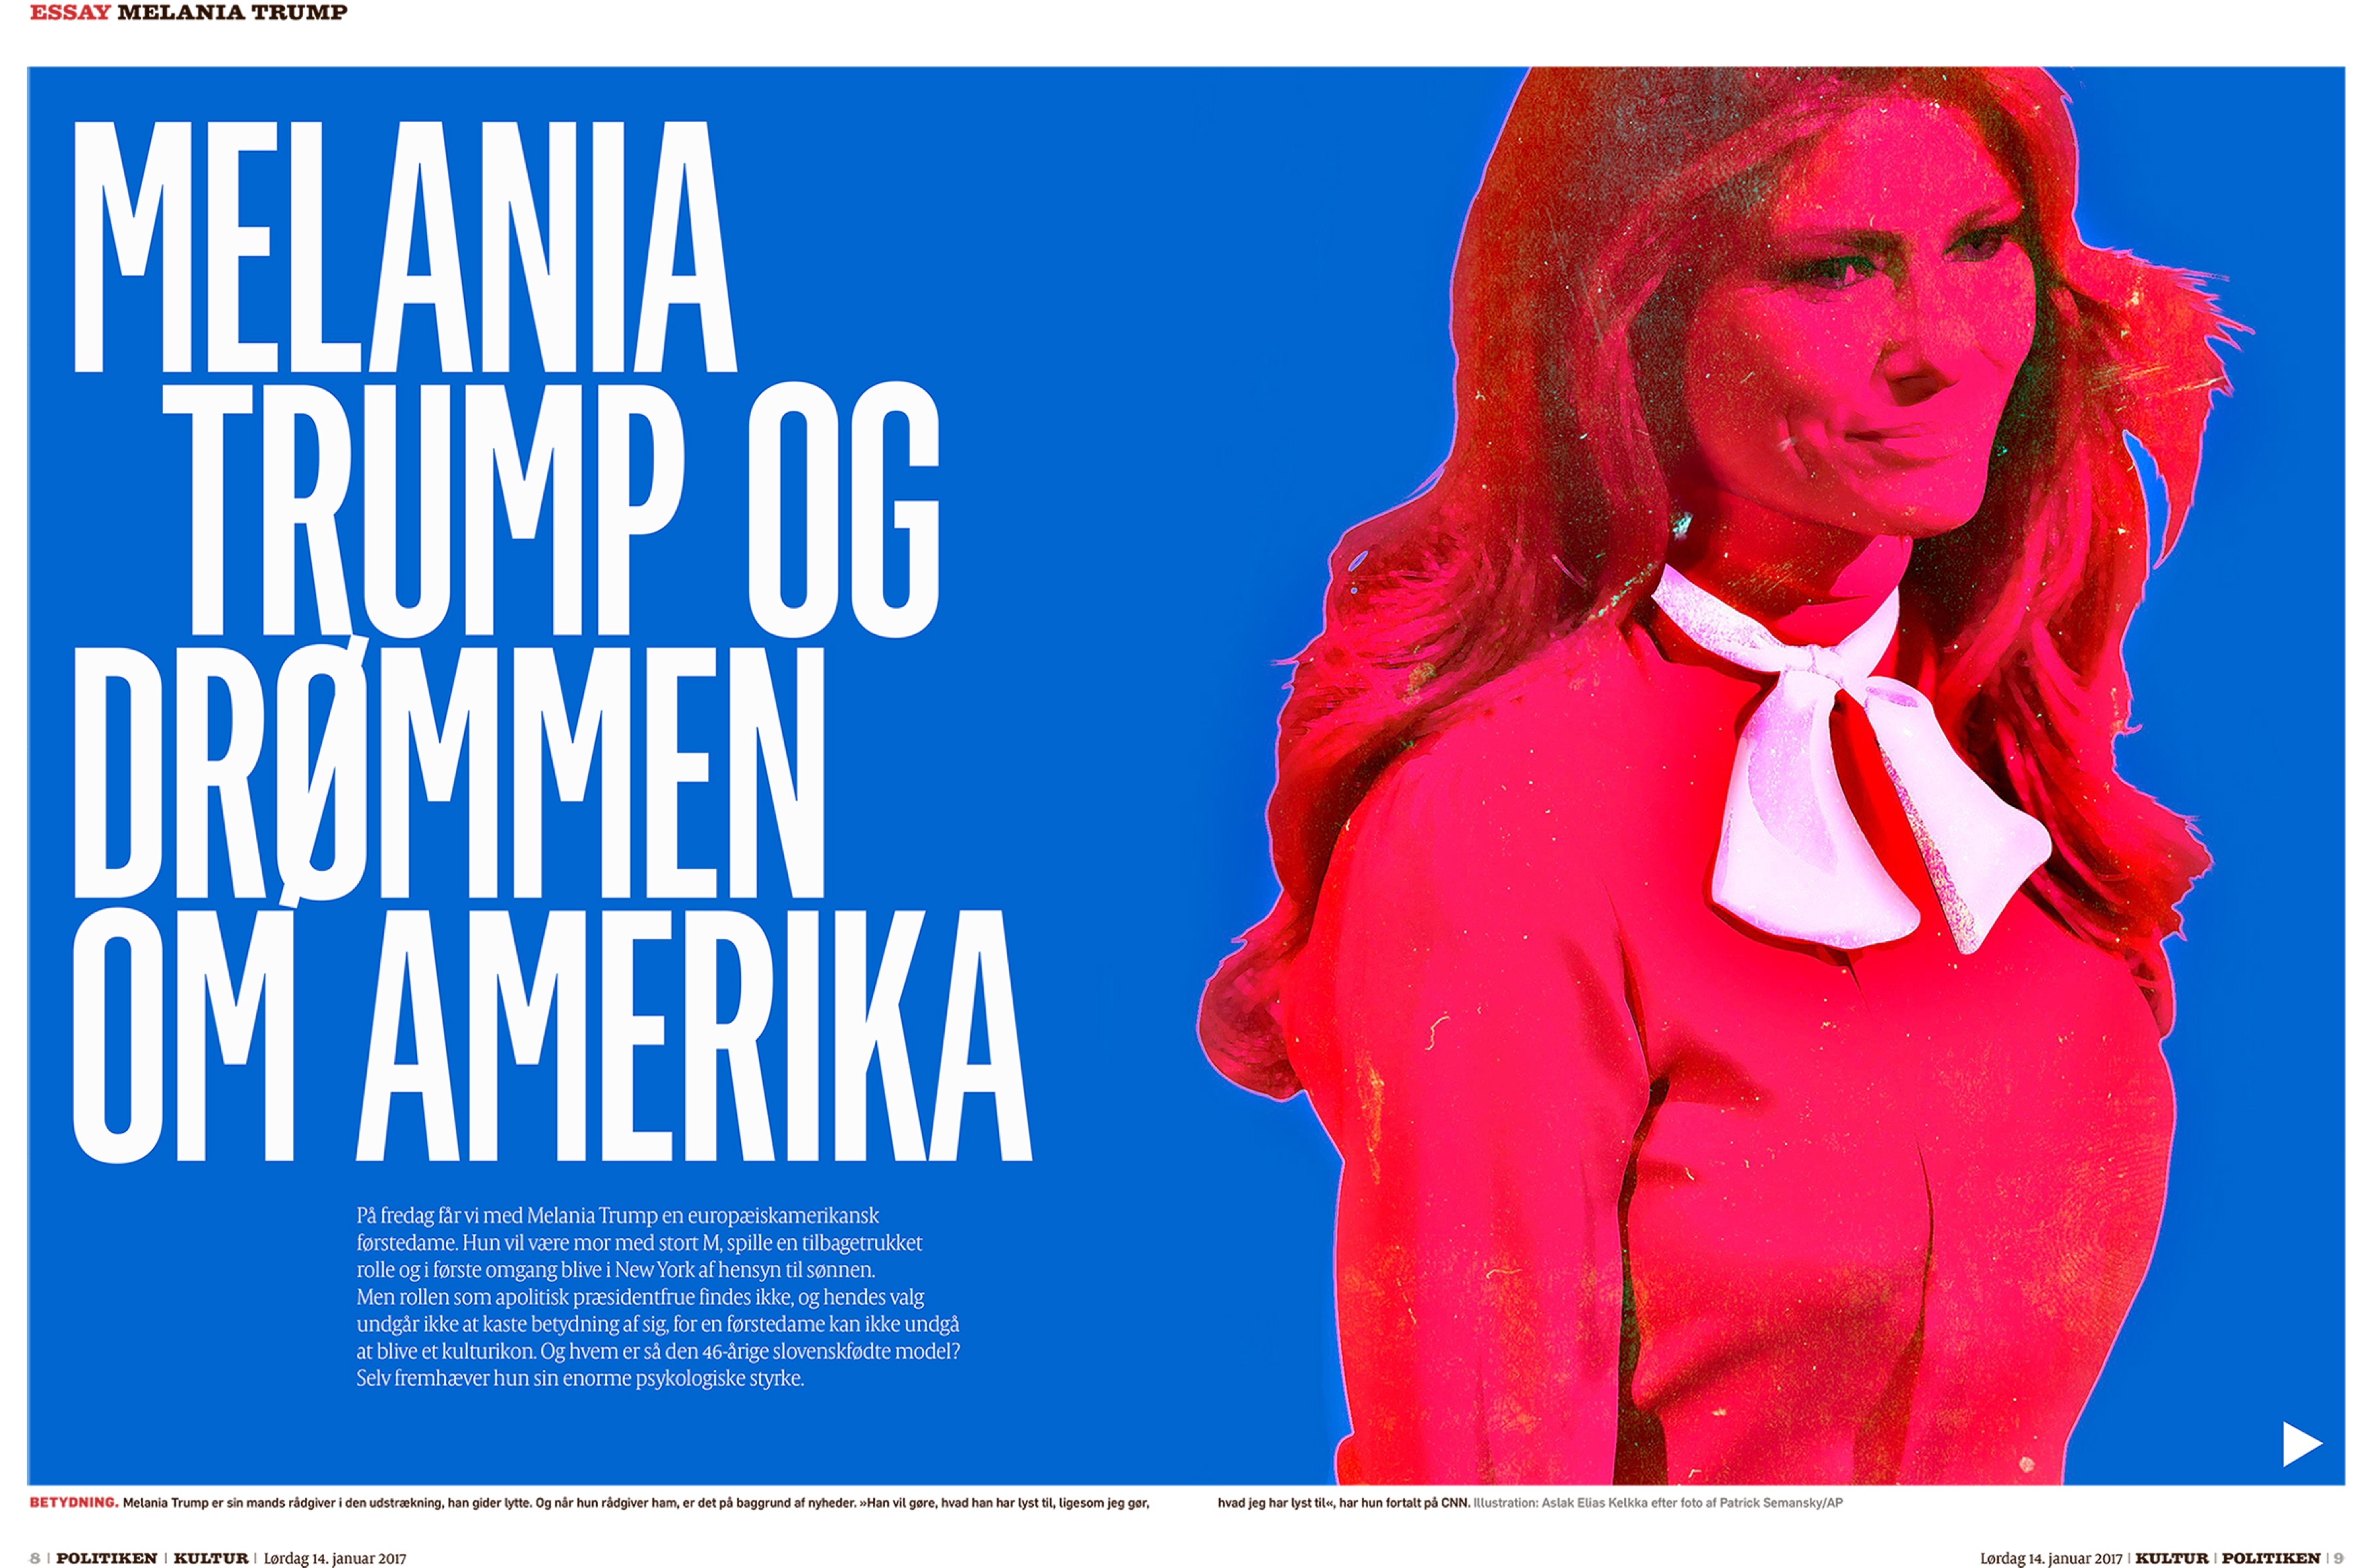 ESSAY MELANIA TRUMP
MELANIA
TRUMP OG
DRØMMEN
OM AMERIKA
På fredag får vi med Melania Trump en europæiskamerikansk
førstedame. Hun vil være mor med stort M, spille en tilbagetrukket
rolle og i første omgang blive i New York af hensyn til sønnen.
Men rollen som apolitisk præsidentfrue findes ikke, og hendes valg
undgår ikke at kaste betydning af sig, for en førstedame kan ikke undgå
at blive et kulturikon. Og hvem er så den 46-årige slovenskfødte model?
Selv fremhæver hun sin enorme psykologiske styrke.
BETYDNING. Melania Trump er sin mands rådgiver i den udstrækning, han gider lytte. Og når hun rådgiver ham, er det på baggrund af nyheder. »Han vil gøre, hvad han har lyst til, ligesom jeg gør,
hvad jeg har lyst til«, har hun fortalt på CNN. Illustration: Aslak Elias Kelkka efter foto af Patrick Semansky/AP
8 | POLITIKEN | KULTUR | Lørdag 14. januar 2017
Lørdag 14. januar 2017 | KULTUR | POLITIKEN | 9